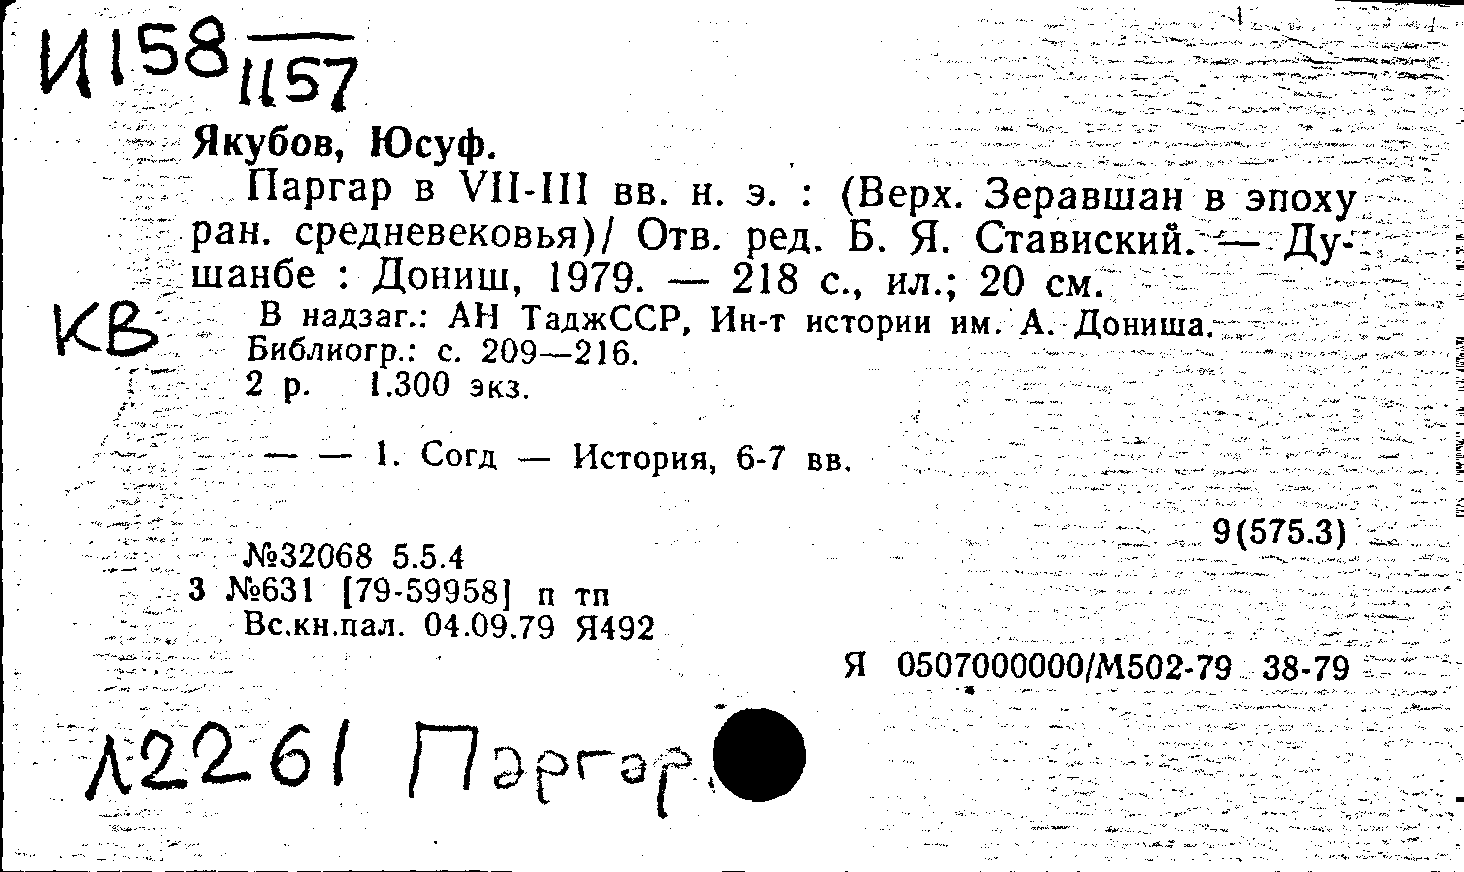 И158
1157
Якубов, Юсуф.
Паргар в VII-III вв. н. э. : (Верх. Зеравшан в эпоху
ран. средневековья)/ Отв. ред. Б. Я. Ставиский. — Ду-
шанбе : Дониш, 1979. — 218 с., ил.; 20 см.
В надзаг.: АН ТаджССР, Ин-т истории им. А. Дониша.
КВ
Библиогр.: с. 209—216.
2 р. 1.300 экз.
— — 1. Согд — История, 6-7 вв.
9(575.3)
№32068 5.5.4
3 №631 [79-59958] п тп
Вс.кн.пал. 04.09.79 Я492
Я 0507000000/М502-79 38-79
Л2261 Паргар.